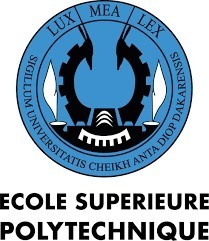 LUX MEA LEX
SIGILLUM UNIVERSITATIS CHEIKH ANTA DIOP DAKARENSIS
ECOLE SUPERIEURE
POLYTECHNIQUE